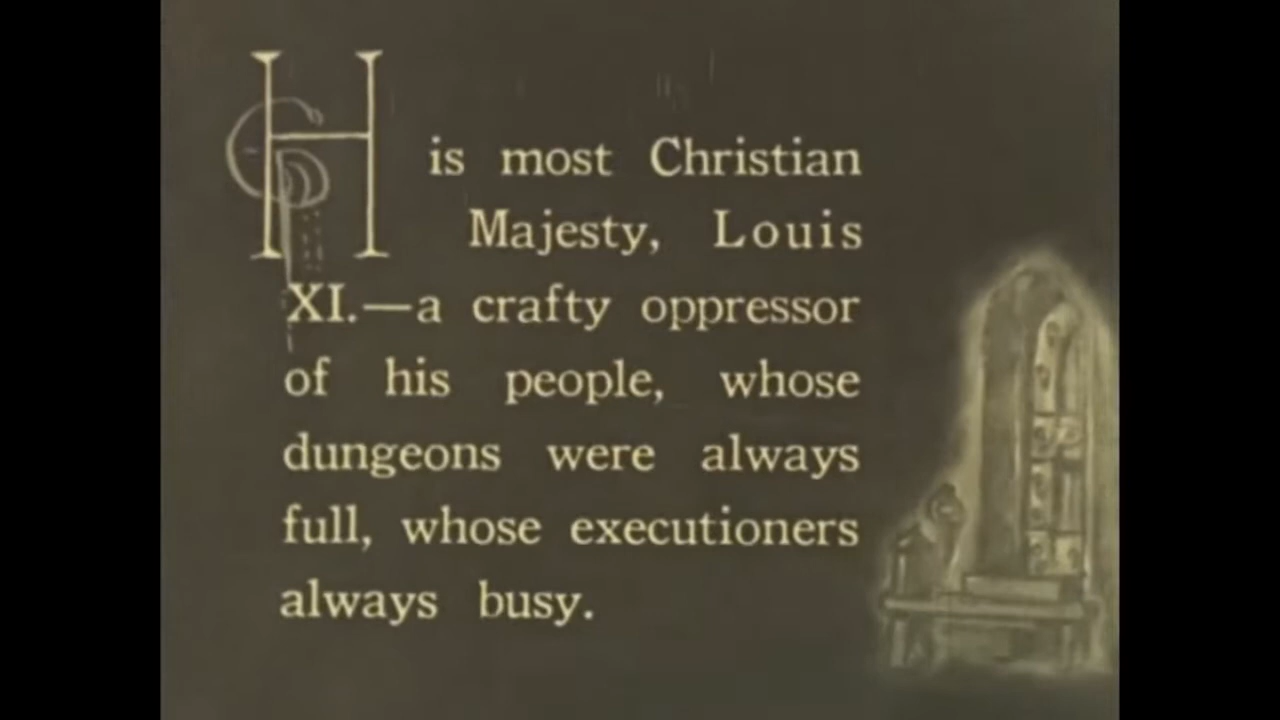 His most Christian
Majesty, Louis
XI.—a crafty oppressor
of his people, whose
dungeons were always
full, whose executioners
always busy.